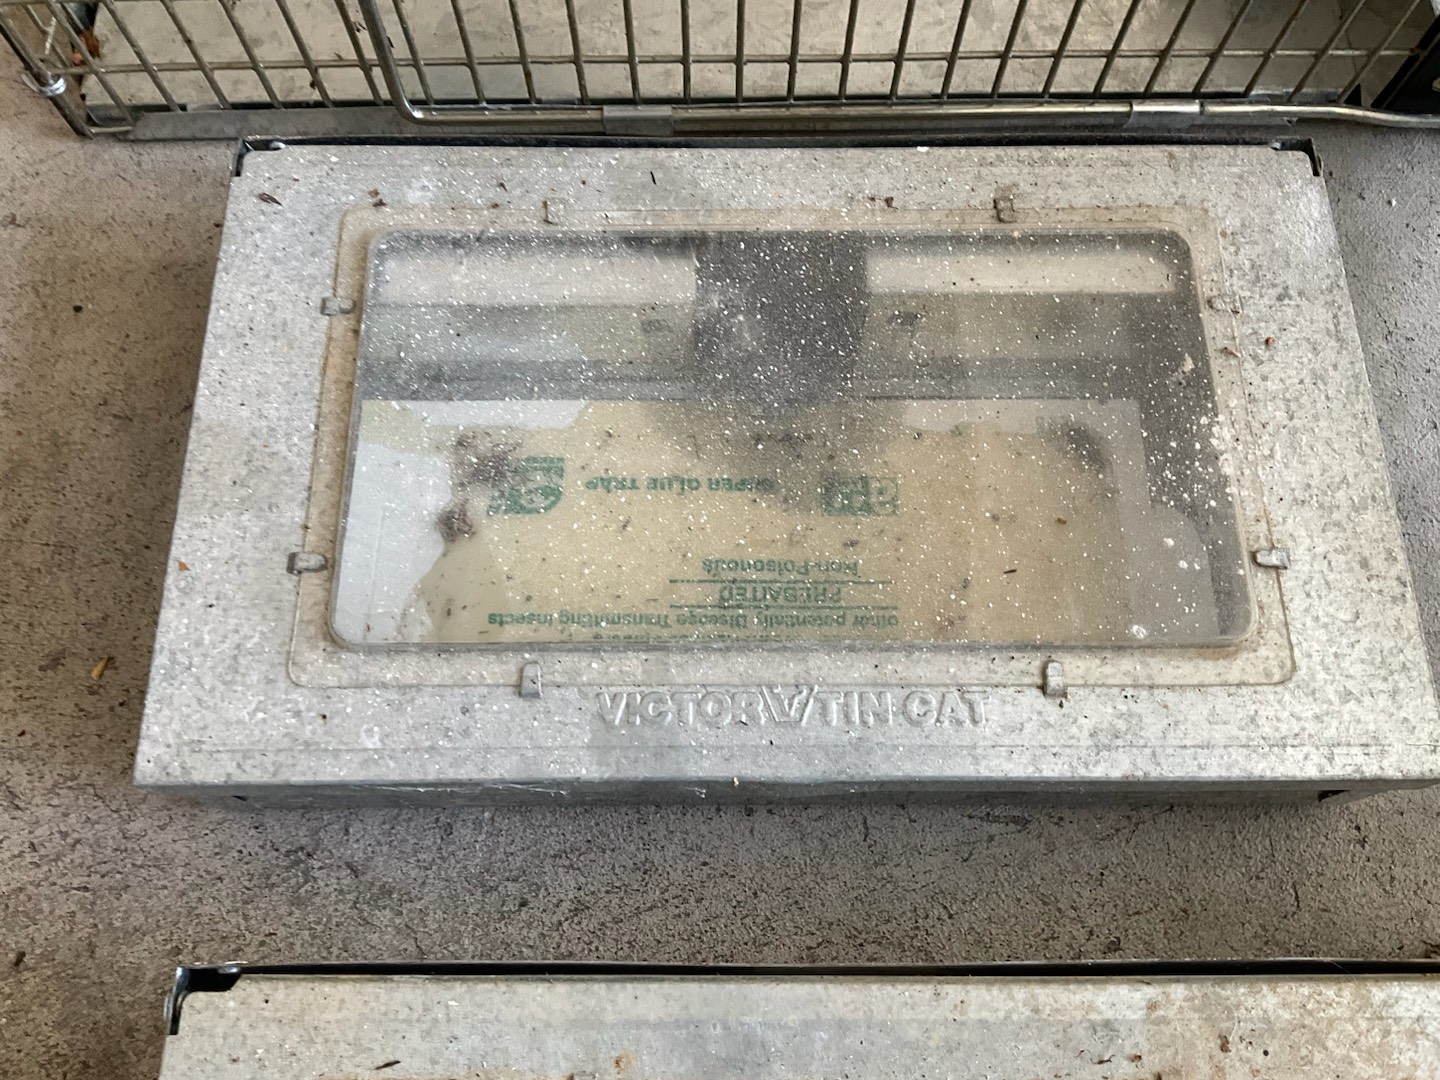 SUPER GLUE TRAP
Non-Poisonous
PREBAITED
other potentially Disease Transmitting Insects
VICTOR V TIN CAT